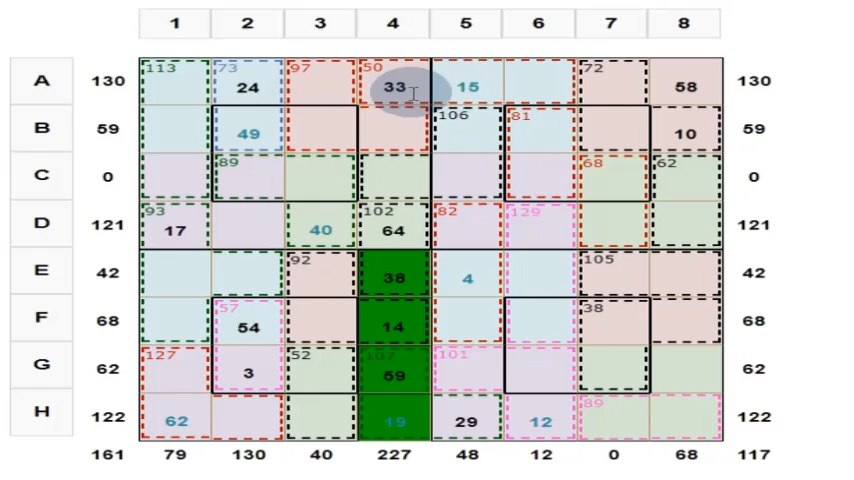 1 2 3 4 5 6 7 8
113 73 97 50 72
A 130 24 33 15 58 130
106 81
B 59 49 10 59
89 68 62
C 0 0
93 102 82 129
D 121 17 40 64 121
92 105
E 42 38 4 42
57 38
F 68 54 14 68
127 52 107 101
G 62 3 59 62
89
H 122 62 19 29 12 122
161 79 130 40 227 48 12 0 68 117